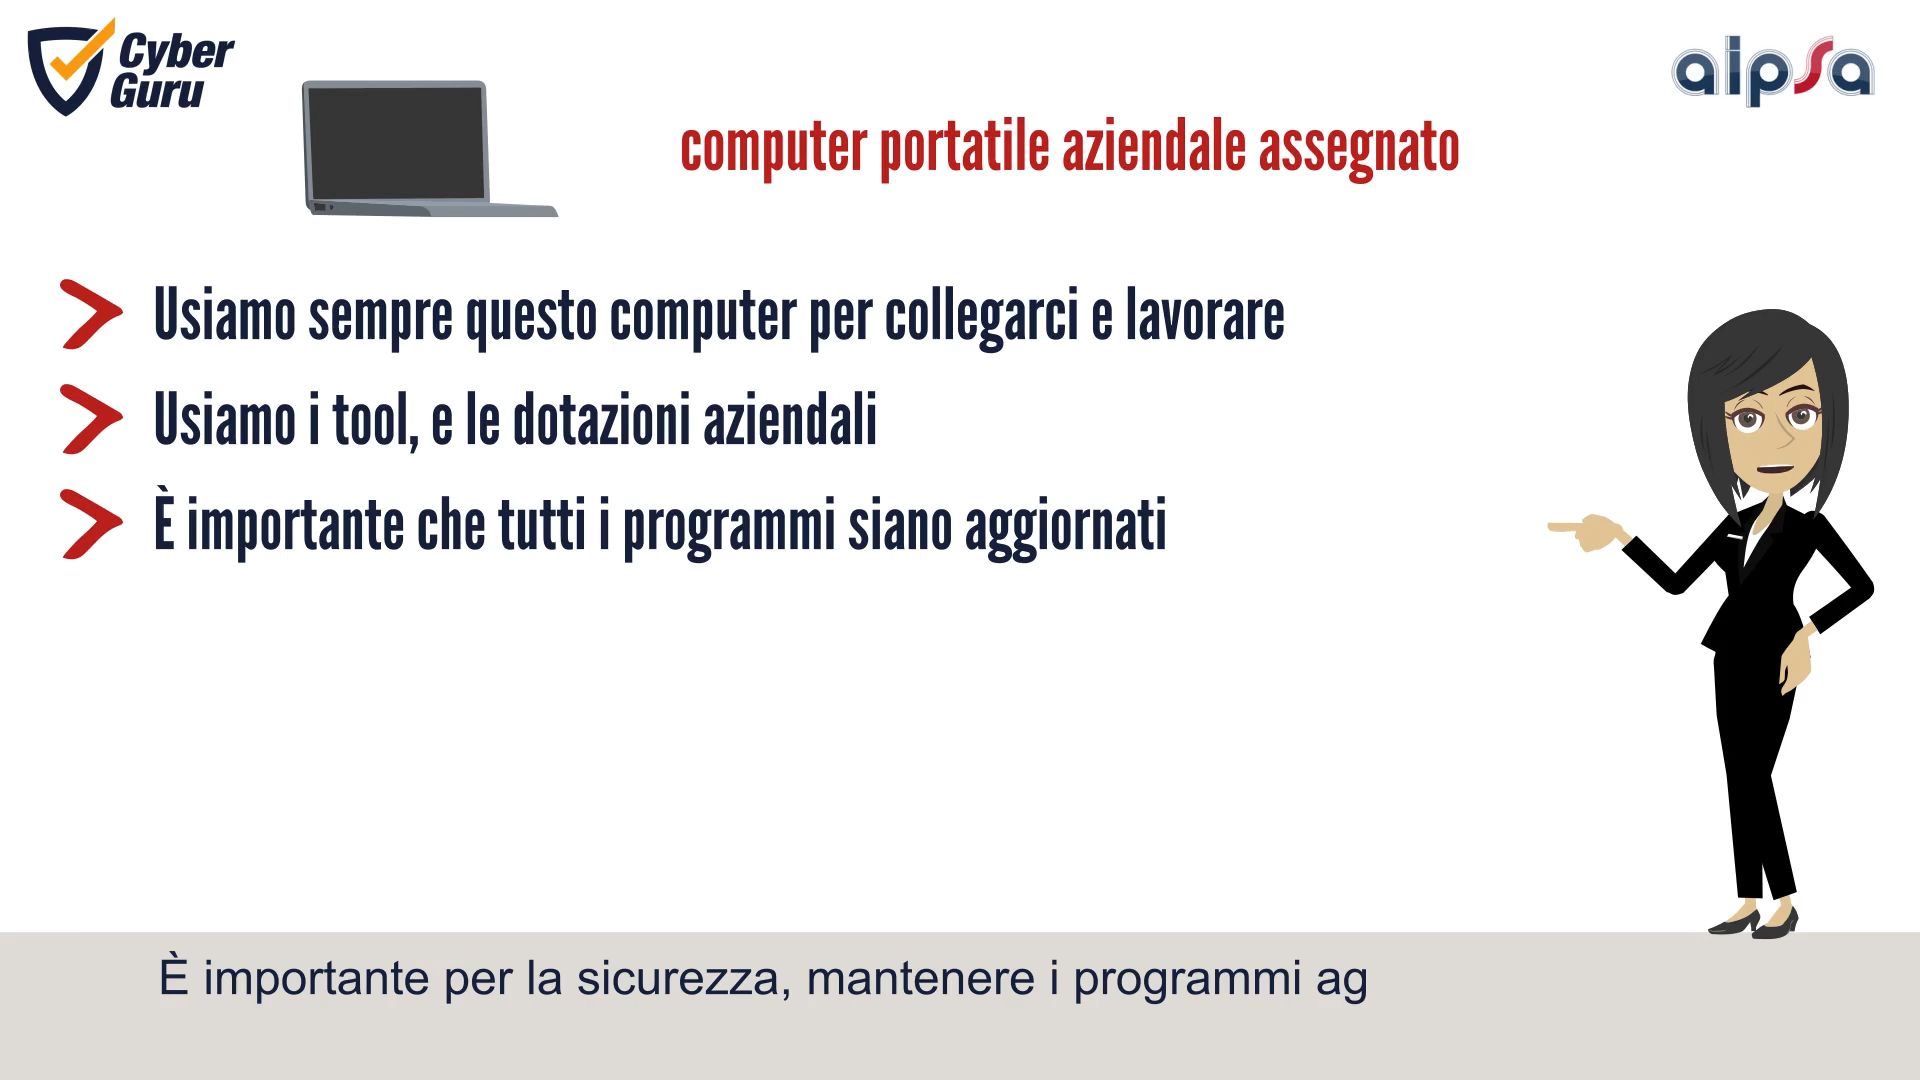 Cyber
Guru
aipsa
computer portatile aziendale assegnato
Usiamo sempre questo computer per collegarci e lavorare
Usiamo i tool, e le dotazioni aziendali
È importante che tutti i programmi siano aggiornati
È importante per la sicurezza, mantenere i programmi ag